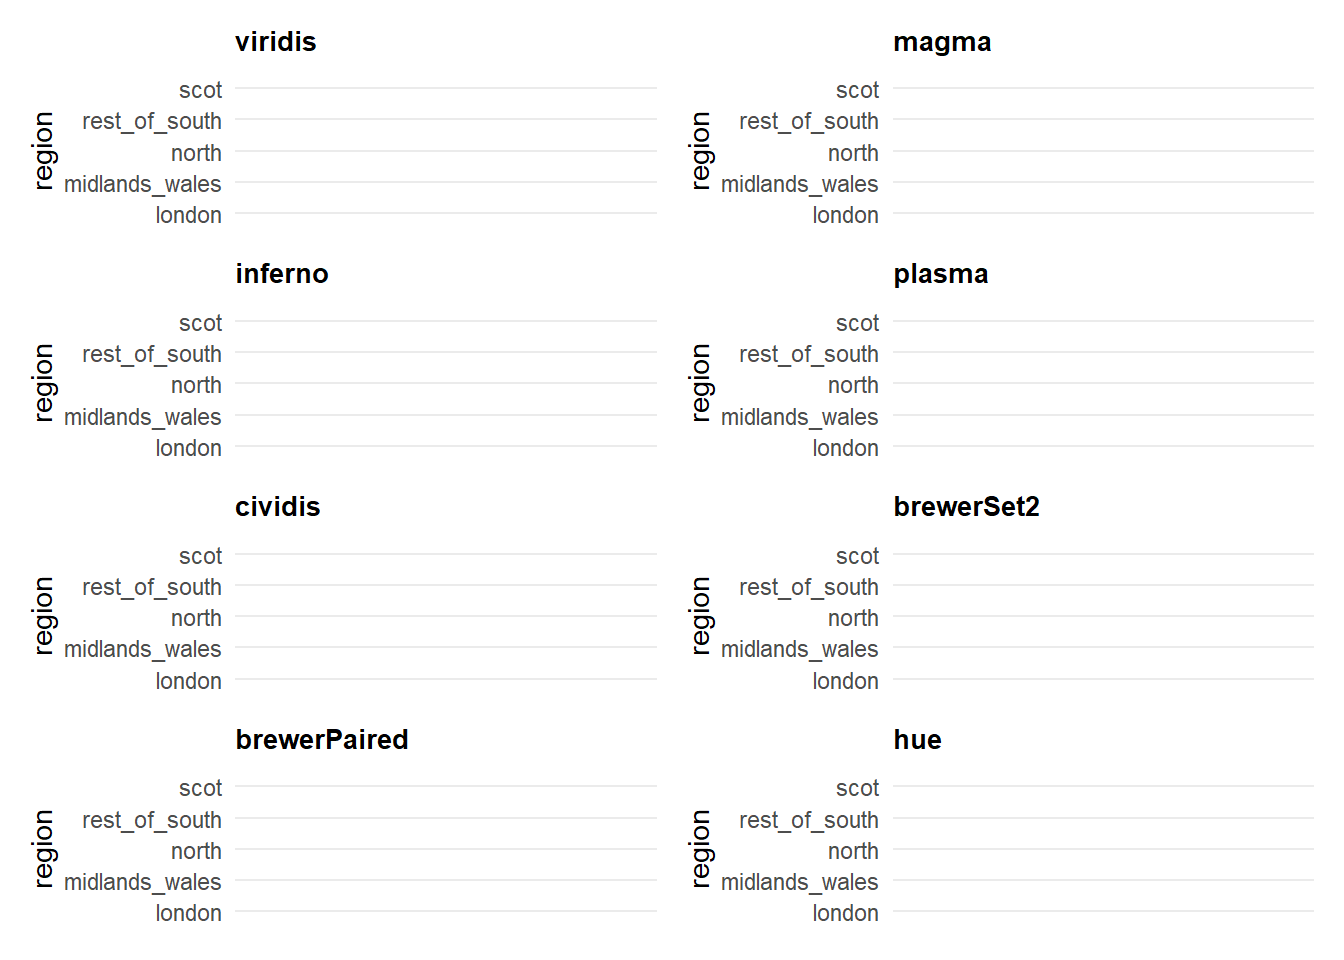 viridis
scot
rest_of_south
north
midlands_wales
london
region
magma
scot
rest_of_south
north
midlands_wales
london
region
inferno
scot
rest_of_south
north
midlands_wales
london
region
plasma
scot
rest_of_south
north
midlands_wales
london
region
cividis
scot
rest_of_south
north
midlands_wales
london
region
brewerSet2
scot
rest_of_south
north
midlands_wales
london
region
brewerPaired
scot
rest_of_south
north
midlands_wales
london
region
hue
scot
rest_of_south
north
midlands_wales
london
region